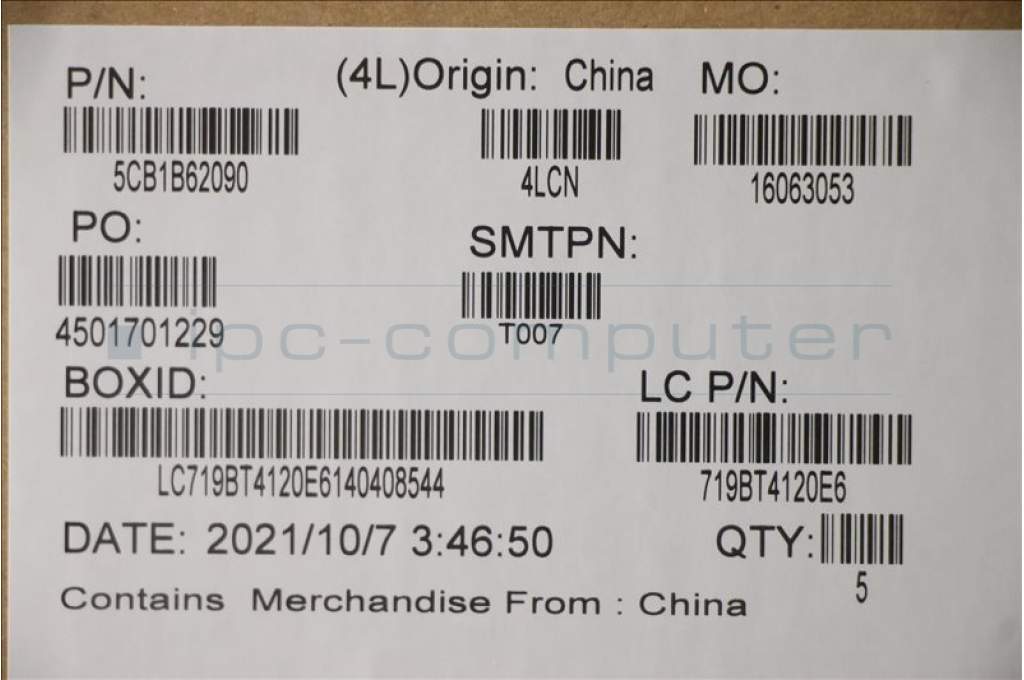 P/N: (4L)Origin: China MO:
5CB1B62090 4LCN 16063053
PO: SMTPN:
4501701229 T007
ipc-computer
BOXID: LC P/N:
LC719BT4120E6140408544 719BT4120E6
DATE: 2021/10/7 3:46:50 QTY:
5
Contains Merchandise From : China